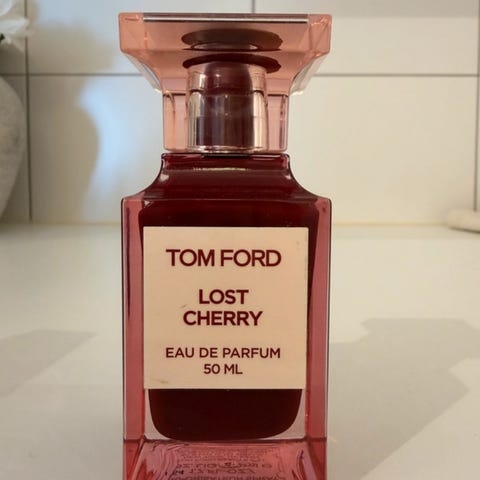 TOM FORD
LOST
CHERRY
EAU DE PARFUM
50 ML